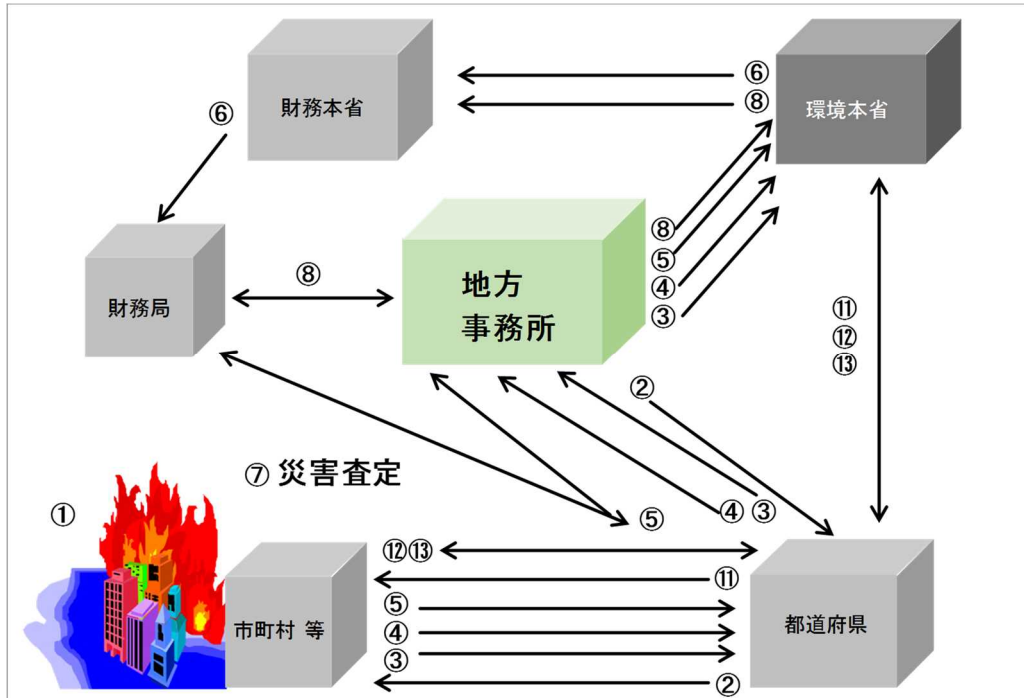 財務本省
環境本省
⑥
⑧
⑥
財務局
⑧
地方
事務所
⑧
⑤
④
③
⑪
⑫
⑬
②
⑦ 災害査定
①
⑤
④
③
市町村 等
⑫⑬
⑪
⑤
④
③
②
都道府県